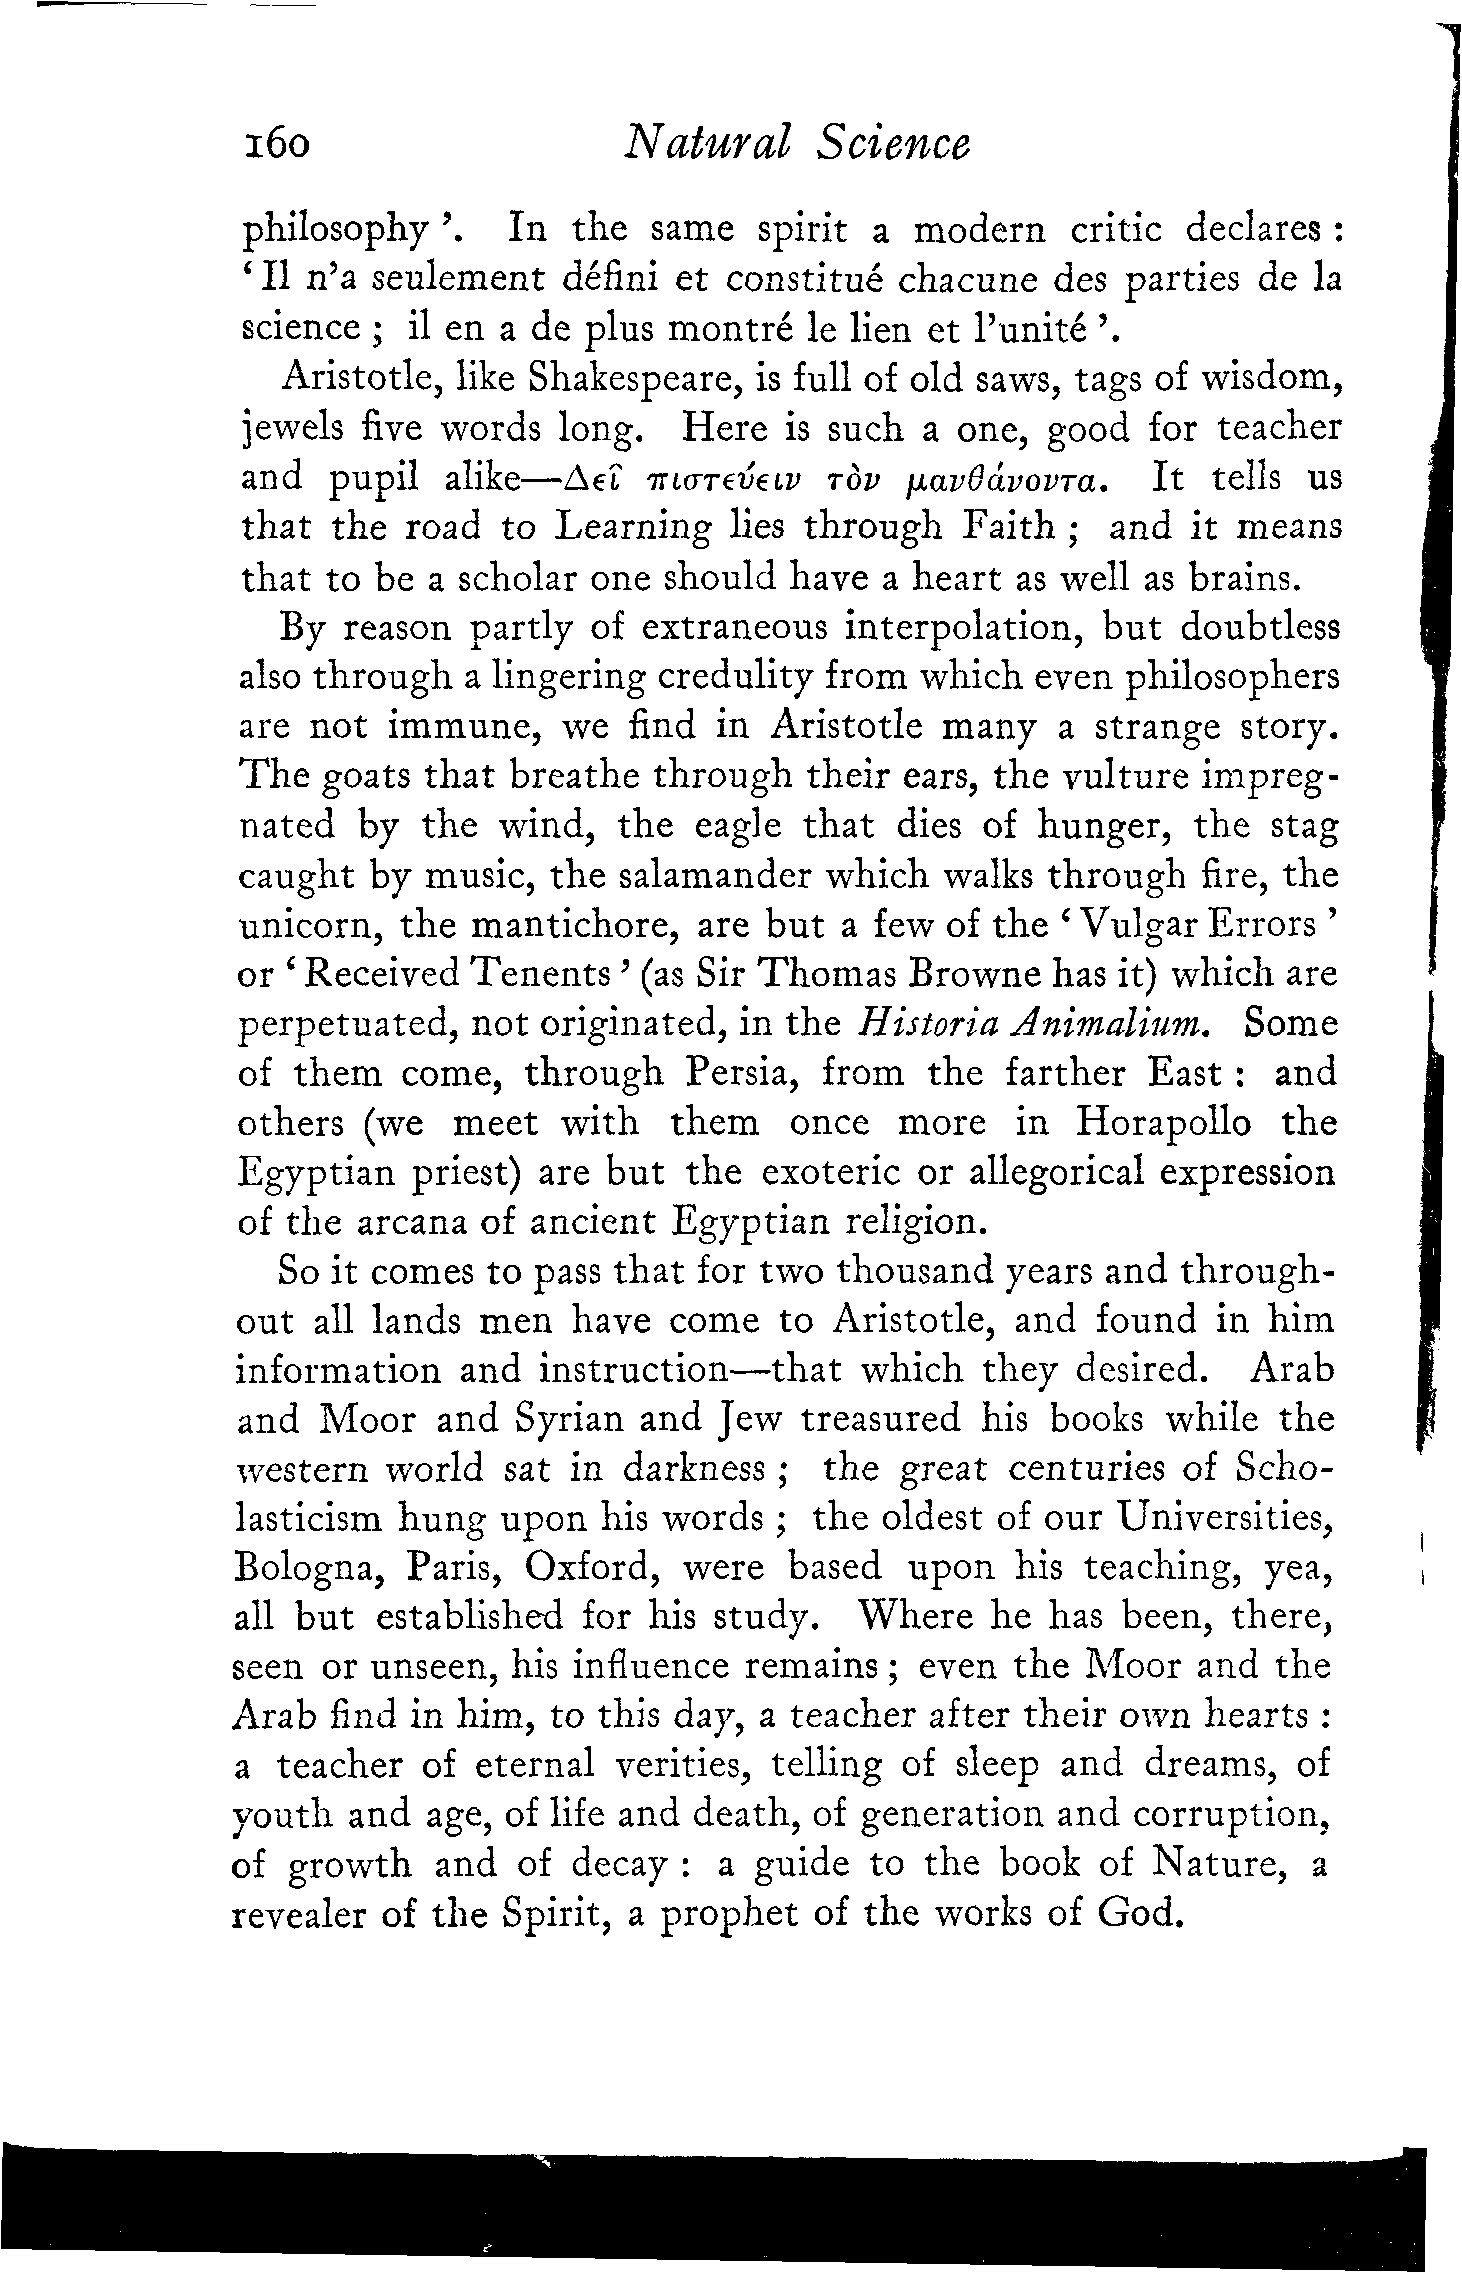 160 Natural Science
philosophy ’. In the same spirit a modern critic declares :
‘ Il n’a seulement défini et constitué chacune des parties de la
science ; il en a de plus montré le lien et l’unité ’.
Aristotle, like Shakespeare, is full of old saws, tags of wisdom,
jewels five words long. Here is such a one, good for teacher
and pupil alike—Δεῖ πιστεύειν τὸν μανθάνοντα. It tells us
that the road to Learning lies through Faith ; and it means
that to be a scholar one should have a heart as well as brains.
By reason partly of extraneous interpolation, but doubtless
also through a lingering credulity from which even philosophers
are not immune, we find in Aristotle many a strange story.
The goats that breathe through their ears, the vulture impreg-
nated by the wind, the eagle that dies of hunger, the stag
caught by music, the salamander which walks through fire, the
unicorn, the mantichore, are but a few of the ‘ Vulgar Errors ’
or ‘ Received Tenents ’ (as Sir Thomas Browne has it) which are
perpetuated, not originated, in the Historia Animalium. Some
of them come, through Persia, from the farther East : and
others (we meet with them once more in Horapollo the
Egyptian priest) are but the exoteric or allegorical expression
of the arcana of ancient Egyptian religion.
So it comes to pass that for two thousand years and through-
out all lands men have come to Aristotle, and found in him
information and instruction—that which they desired. Arab
and Moor and Syrian and Jew treasured his books while the
western world sat in darkness ; the great centuries of Scho-
lasticism hung upon his words ; the oldest of our Universities,
Bologna, Paris, Oxford, were based upon his teaching, yea,
all but established for his study. Where he has been, there,
seen or unseen, his influence remains ; even the Moor and the
Arab find in him, to this day, a teacher after their own hearts :
a teacher of eternal verities, telling of sleep and dreams, of
youth and age, of life and death, of generation and corruption,
of growth and of decay : a guide to the book of Nature, a
revealer of the Spirit, a prophet of the works of God.